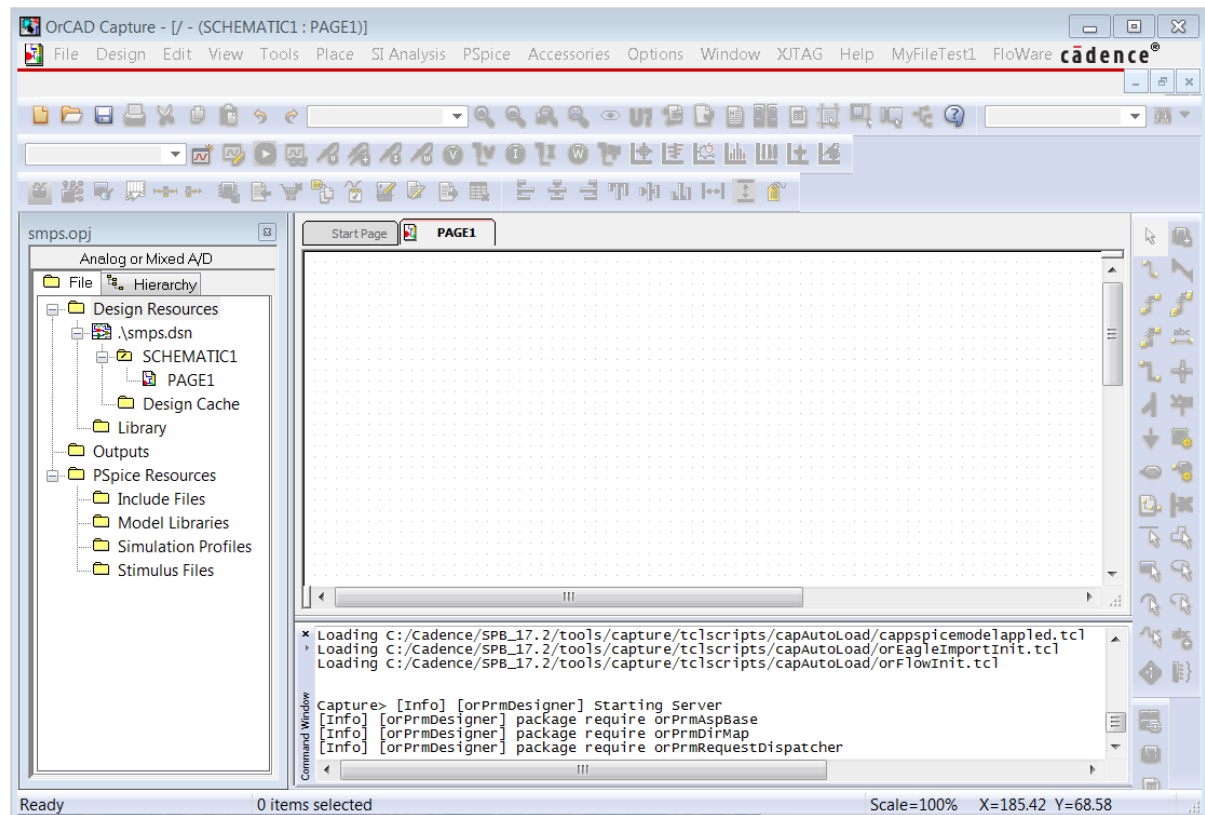 OrCAD Capture - [/ - (SCHEMATIC1 : PAGE1)]
File Design Edit View Tools Place SI Analysis PSpice Accessories Options Window XJTAG Help MyFileTest1 FloWare cādence®
smps.opj
Analog or Mixed A/D
File Hierarchy
Design Resources
.\smps.dsn
SCHEMATIC1
PAGE1
Design Cache
Library
Outputs
PSpice Resources
Include Files
Model Libraries
Simulation Profiles
Stimulus Files
Start Page PAGE1
Loading C:/Cadence/SPB_17.2/tools/capture/tclscripts/capAutoLoad/cappspicemodelappled.tcl
Loading C:/Cadence/SPB_17.2/tools/capture/tclscripts/capAutoLoad/orEagleImportInit.tcl
Loading C:/Cadence/SPB_17.2/tools/capture/tclscripts/capAutoLoad/orFlowInit.tcl
Capture> [Info] [orPrmDesigner] Starting Server
[Info] [orPrmDesigner] package require orPrmAspBase
[Info] [orPrmDesigner] package require orPrmDirMap
[Info] [orPrmDesigner] package require orPrmRequestDispatcher
Command Window
Ready 0 items selected Scale=100% X=185.42 Y=68.58